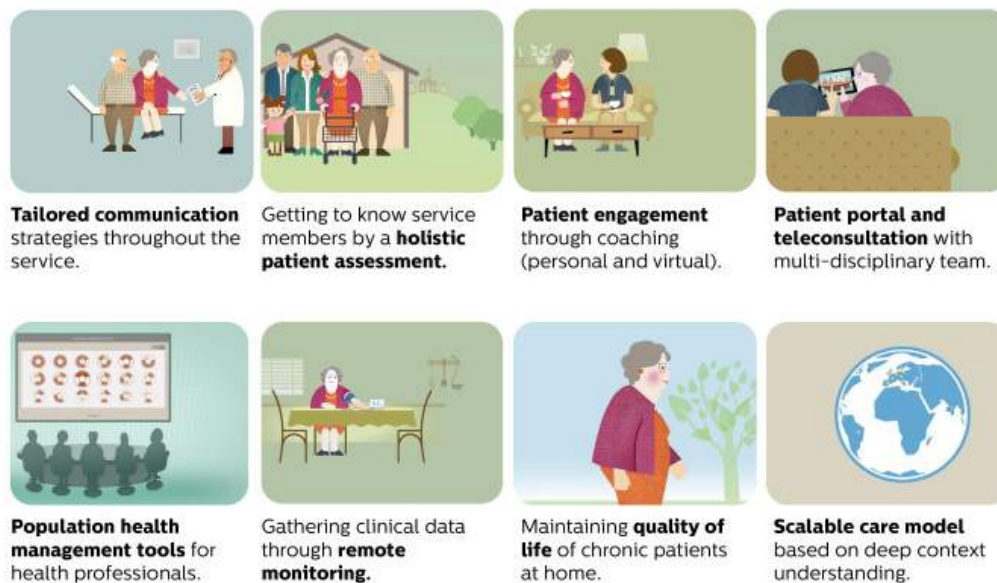 Tailored communication
strategies throughout the
service.
Getting to know service
members by a holistic
patient assessment.
Patient engagement
through coaching
(personal and virtual).
Patient portal and
teleconsultation with
multi-disciplinary team.
Population health
management tools for
health professionals.
Gathering clinical data
through remote
monitoring.
Maintaining quality of
life of chronic patients
at home.
Scalable care model
based on deep context
understanding.